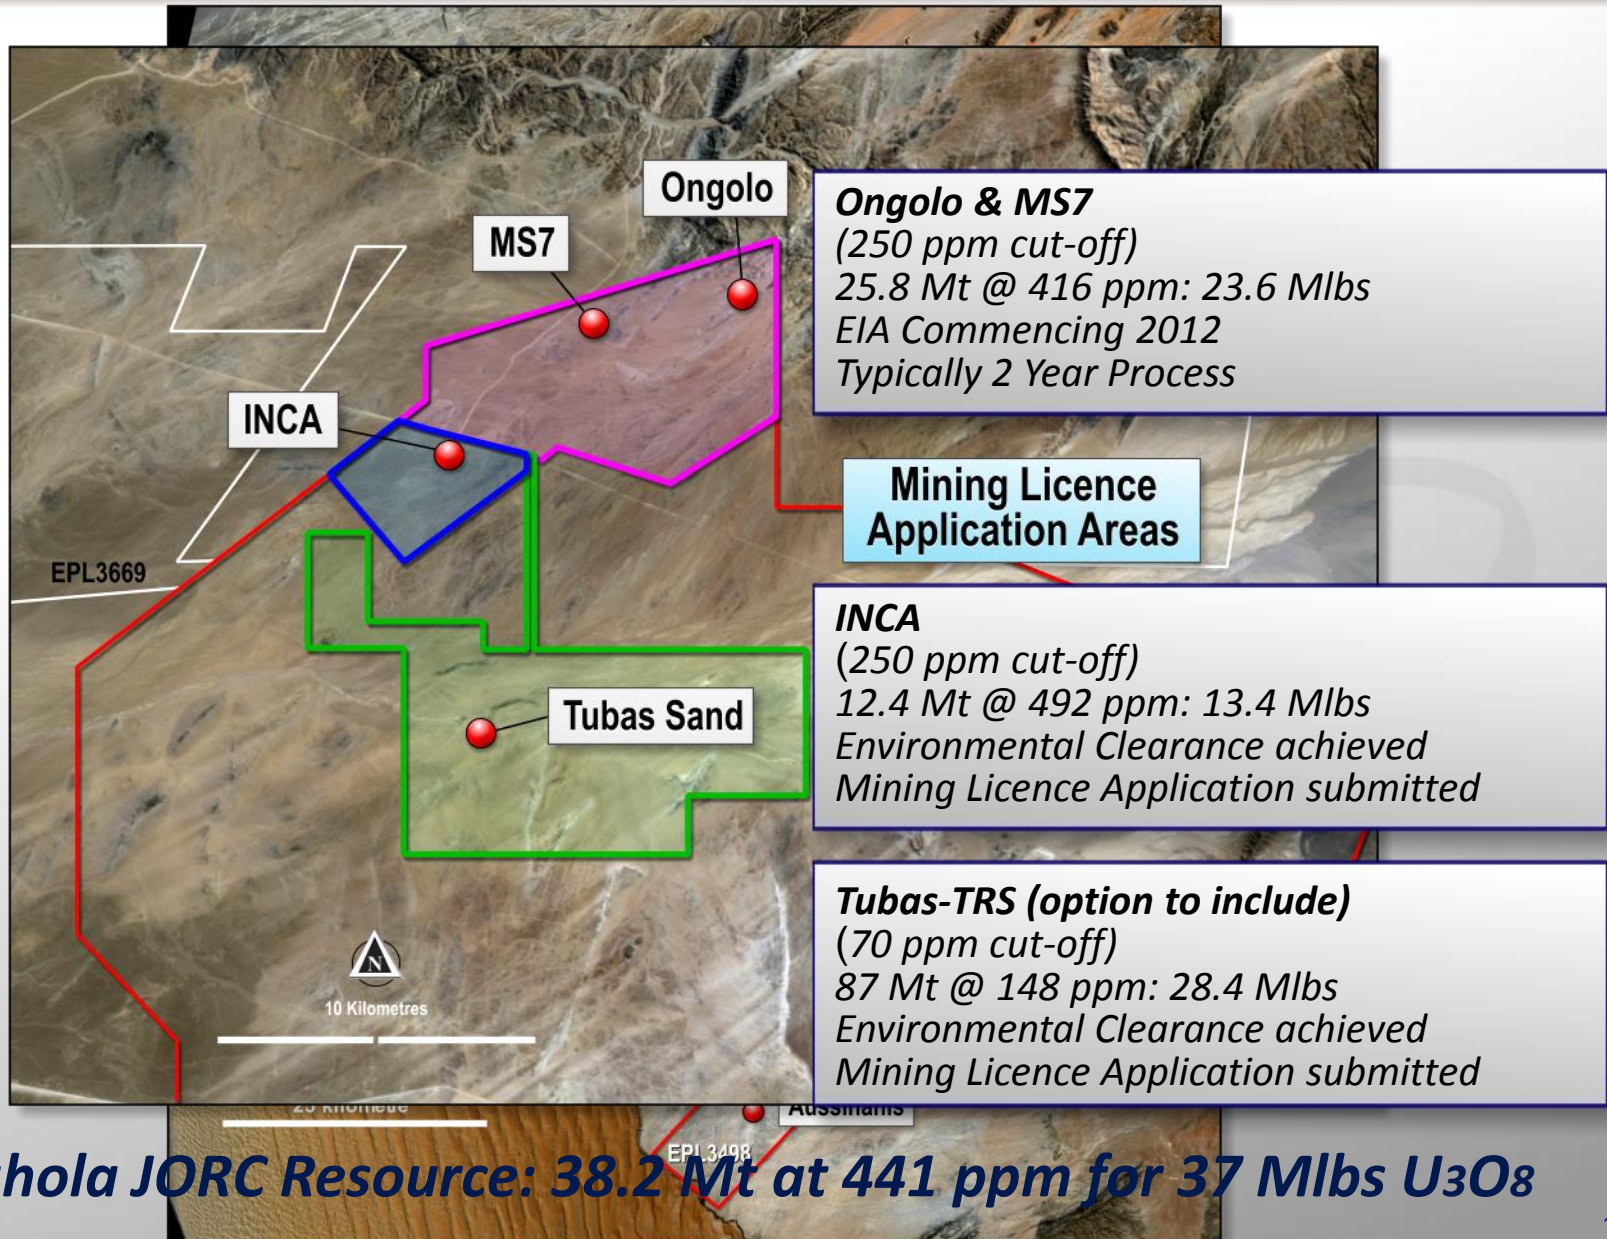 Ongolo
MS7
INCA
EPL3669
Tubas Sand
N
10 Kilometres
Mining Licence
Application Areas
Ongolo & MS7
(250 ppm cut-off)
25.8 Mt @ 416 ppm: 23.6 Mlbs
EIA Commencing 2012
Typically 2 Year Process
INCA
(250 ppm cut-off)
12.4 Mt @ 492 ppm: 13.4 Mlbs
Environmental Clearance achieved
Mining Licence Application submitted
Tubas-TRS (option to include)
(70 ppm cut-off)
87 Mt @ 148 ppm: 28.4 Mlbs
Environmental Clearance achieved
Mining Licence Application submitted
Aussinanis
EPL3498
hola JORC Resource: 38.2 Mt at 441 ppm for 37 Mlbs U3O8